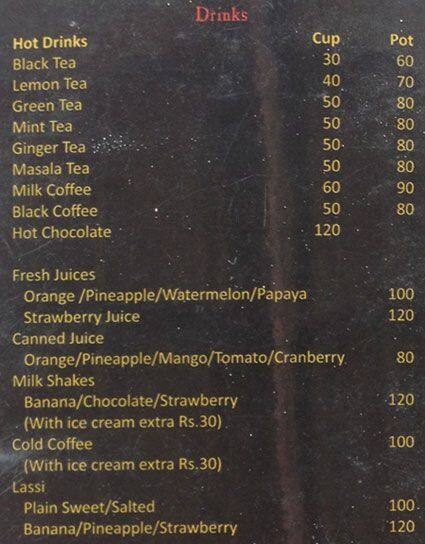 Drinks
Hot Drinks Cup Pot
Black Tea 30 60
Lemon Tea 40 70
Green Tea 50 80
Mint Tea 50 80
Ginger Tea 50 80
Masala Tea 50 80
Milk Coffee 60 90
Black Coffee 50 80
Hot Chocolate 120
Fresh Juices
Orange /Pineapple/Watermelon/Papaya 100
Strawberry Juice 120
Canned Juice
Orange/Pineapple/Mango/Tomato/Cranberry 80
Milk Shakes
Banana/Chocolate/Strawberry 120
(With ice cream extra Rs.30)
Cold Coffee 100
(With ice cream extra Rs.30)
Lassi
Plain Sweet/Salted 100
Banana/Pineapple/Strawberry 120